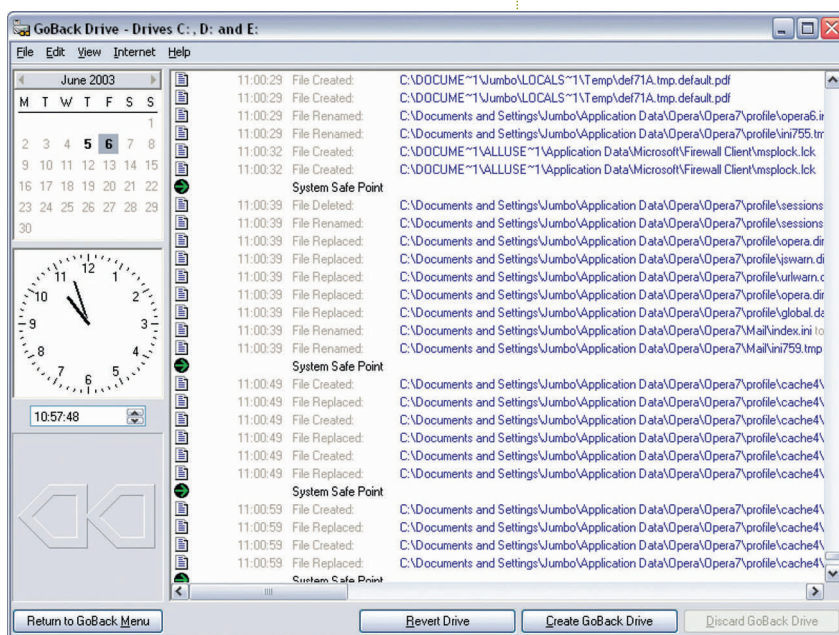 GoBack Drive - Drives C:, D: and E:
File Edit View Internet Help
June 2003
M T W T F S S
1
2 3 4 5 6 7 8
9 10 11 12 13 14 15
16 17 18 19 20 21 22
23 24 25 26 27 28 29
30
12
11 1
10 2
9 3
8 4
7 5
6
10:57:48
11:00:29 File Created: C:\DOCUME~1\Jumbo\LOCALS~1\Temp\def71A.tmp.default.pdf
11:00:29 File Created: C:\DOCUME~1\Jumbo\LOCALS~1\Temp\def71A.tmp.default.pdf
11:00:29 File Renamed: C:\Documents and Settings\Jumbo\Application Data\Opera\Opera7\profile\opera6.in
11:00:29 File Renamed: C:\Documents and Settings\Jumbo\Application Data\Opera\Opera7\profile\ini755.tm
11:00:32 File Created: C:\DOCUME~1\ALLUSE~1\Application Data\Microsoft\Firewall Client\msplock.lck
11:00:32 File Created: C:\DOCUME~1\ALLUSE~1\Application Data\Microsoft\Firewall Client\msplock.lck
System Safe Point
11:00:39 File Deleted: C:\Documents and Settings\Jumbo\Application Data\Opera\Opera7\profile\sessions
11:00:39 File Renamed: C:\Documents and Settings\Jumbo\Application Data\Opera\Opera7\profile\sessions
11:00:39 File Replaced: C:\Documents and Settings\Jumbo\Application Data\Opera\Opera7\profile\opera.dir
11:00:39 File Replaced: C:\Documents and Settings\Jumbo\Application Data\Opera\Opera7\profile\jswarn.di
11:00:39 File Replaced: C:\Documents and Settings\Jumbo\Application Data\Opera\Opera7\profile\urlwarn.d
11:00:39 File Replaced: C:\Documents and Settings\Jumbo\Application Data\Opera\Opera7\profile\opera.dir
11:00:39 File Replaced: C:\Documents and Settings\Jumbo\Application Data\Opera\Opera7\profile\global.da
11:00:39 File Renamed: C:\Documents and Settings\Jumbo\Application Data\Opera\Opera7\Mail\index.ini to
11:00:39 File Renamed: C:\Documents and Settings\Jumbo\Application Data\Opera\Opera7\Mail\ini759.tmp
System Safe Point
11:00:49 File Created: C:\Documents and Settings\Jumbo\Application Data\Opera\Opera7\profile\cache4\
11:00:49 File Replaced: C:\Documents and Settings\Jumbo\Application Data\Opera\Opera7\profile\cache4\
11:00:49 File Created: C:\Documents and Settings\Jumbo\Application Data\Opera\Opera7\profile\cache4\
11:00:49 File Replaced: C:\Documents and Settings\Jumbo\Application Data\Opera\Opera7\profile\cache4\
11:00:49 File Created: C:\Documents and Settings\Jumbo\Application Data\Opera\Opera7\profile\cache4\
11:00:49 File Replaced: C:\Documents and Settings\Jumbo\Application Data\Opera\Opera7\profile\cache4\
System Safe Point
11:00:59 File Created: C:\Documents and Settings\Jumbo\Application Data\Opera\Opera7\profile\cache4\
11:00:59 File Replaced: C:\Documents and Settings\Jumbo\Application Data\Opera\Opera7\profile\cache4\
11:00:59 File Created: C:\Documents and Settings\Jumbo\Application Data\Opera\Opera7\profile\cache4\
11:00:59 File Replaced: C:\Documents and Settings\Jumbo\Application Data\Opera\Opera7\profile\cache4\
System Safe Point
Return to GoBack Menu Revert Drive Create GoBack Drive Discard GoBack Drive